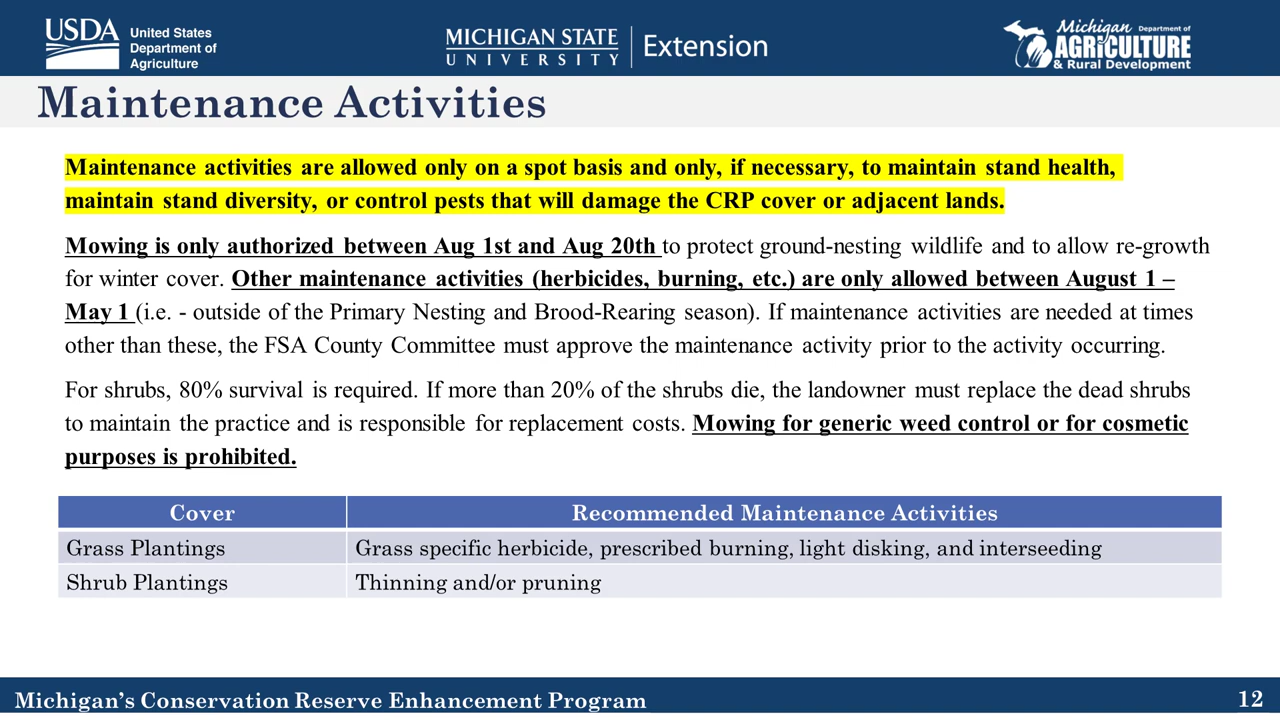 USDA
United States
Department of
Agriculture
MICHIGAN STATE
UNIVERSITY
Extension
Michigan Department of
AGRICULTURE
& Rural Development
Maintenance Activities
Maintenance activities are allowed only on a spot basis and only, if necessary, to maintain stand health,
maintain stand diversity, or control pests that will damage the CRP cover or adjacent lands.
Mowing is only authorized between Aug 1st and Aug 20th to protect ground-nesting wildlife and to allow re-growth
for winter cover. Other maintenance activities (herbicides, burning, etc.) are only allowed between August 1 –
May 1 (i.e. - outside of the Primary Nesting and Brood-Rearing season). If maintenance activities are needed at times
other than these, the FSA County Committee must approve the maintenance activity prior to the activity occurring.
For shrubs, 80% survival is required. If more than 20% of the shrubs die, the landowner must replace the dead shrubs
to maintain the practice and is responsible for replacement costs. Mowing for generic weed control or for cosmetic
purposes is prohibited.
Cover Recommended Maintenance Activities
Grass Plantings Grass specific herbicide, prescribed burning, light disking, and interseeding
Shrub Plantings Thinning and/or pruning
Michigan's Conservation Reserve Enhancement Program 12